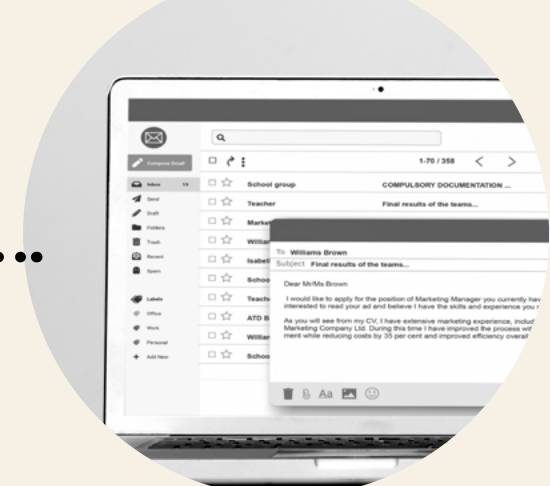 Compose Email
1-70 / 358
Inbox
School group
COMPULSORY DOCUMENTATION ...
Send
Teacher
Final results of the teams...
Draft
Folders
Trash
Recent
Spam
Labels
Office
Work
Personal
Add New
ATD B
To Williams Brown
Subject Final results of the teams...
Dear Mr/Ms Brown
I would like to apply for the position of Marketing Manager you currently hav
interested to read your ad and believe I have the skills and experience you
As you will see from my CV, I have extensive marketing experience, includ
Marketing Company Ltd. During this time I have improved the process wit
ment while reducing costs by 35 per cent and improved efficiency overall
Aa